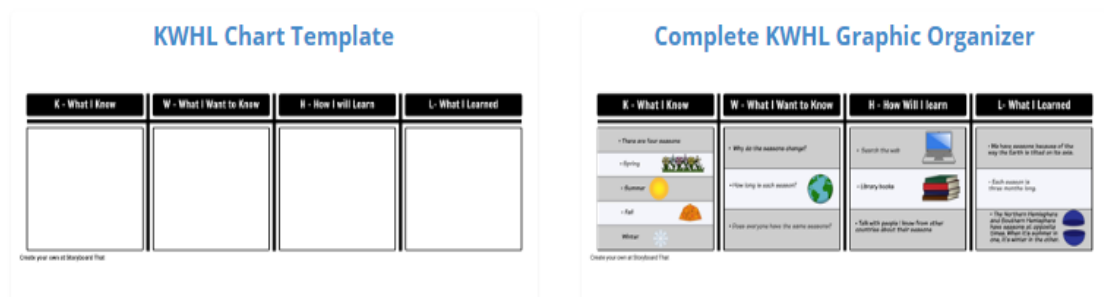 KWHL Chart Template
K - What I Know
W - What I Want to Know
H - How I will Learn
L- What I Learned
Create your own at Storyboard That
Complete KWHL Graphic Organizer
K - What I Know
W - What I Want to Know
H - How Will I learn
L- What I Learned
• There are four seasons
• Spring
• Summer
• Fall
Winter
• Why do the seasons change?
• How long is each season?
• Does everyone have the same seasons?
• Search the web
• Library books
• Talk with people I know from other
countries about their seasons
• We have seasons because of the
way the Earth is tilted on its axis.
• Each season is
three months long.
• The Northern Hemisphere
and Southern Hemisphere
have seasons at opposite
times. When it's summer in
one, it's winter in the other.
Create your own at Storyboard That